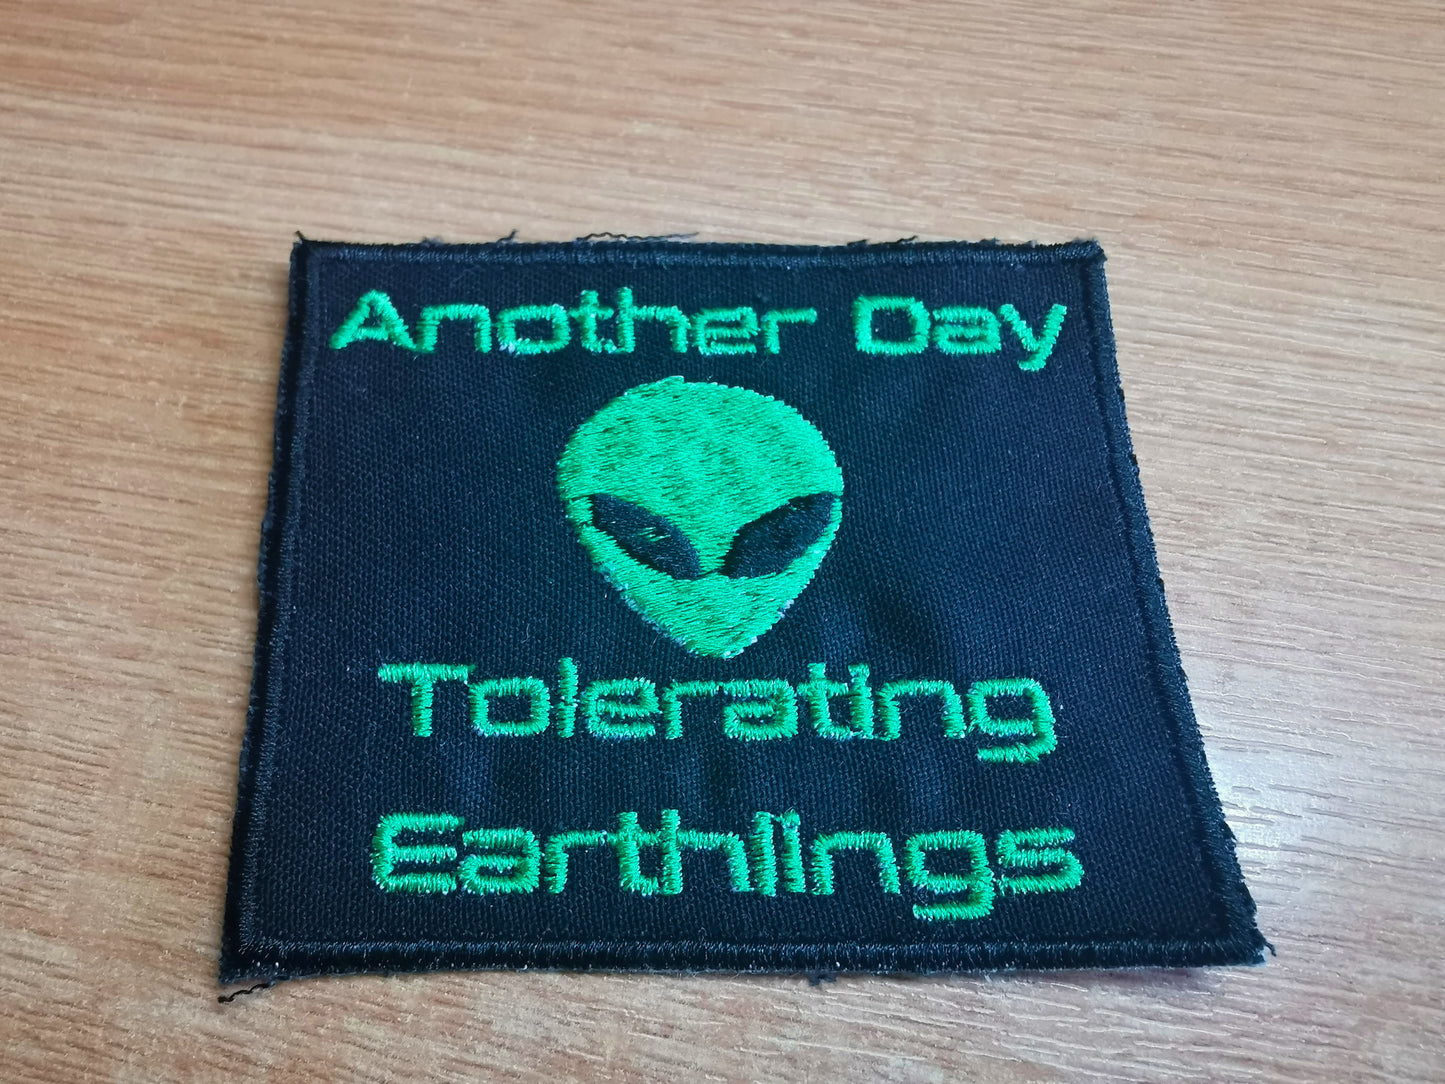 Another Day
Tolerating
Earthlings